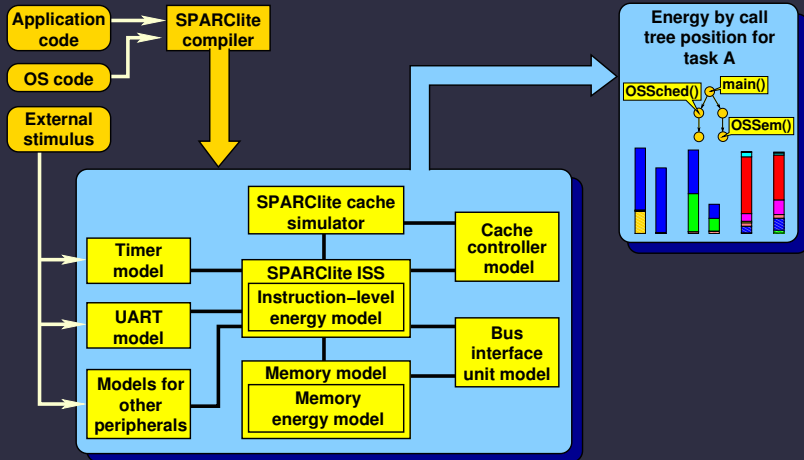 Application
code
OS code
External
stimulus
SPARClite
compiler
Energy by call
tree position for
task A
OSSched()
main()
OSSem()
SPARClite cache
simulator
Cache
controller
model
Timer
model
SPARClite ISS
Instruction−level
energy model
UART
model
Bus
interface
unit model
Memory model
Memory
energy model
Models for
other
peripherals